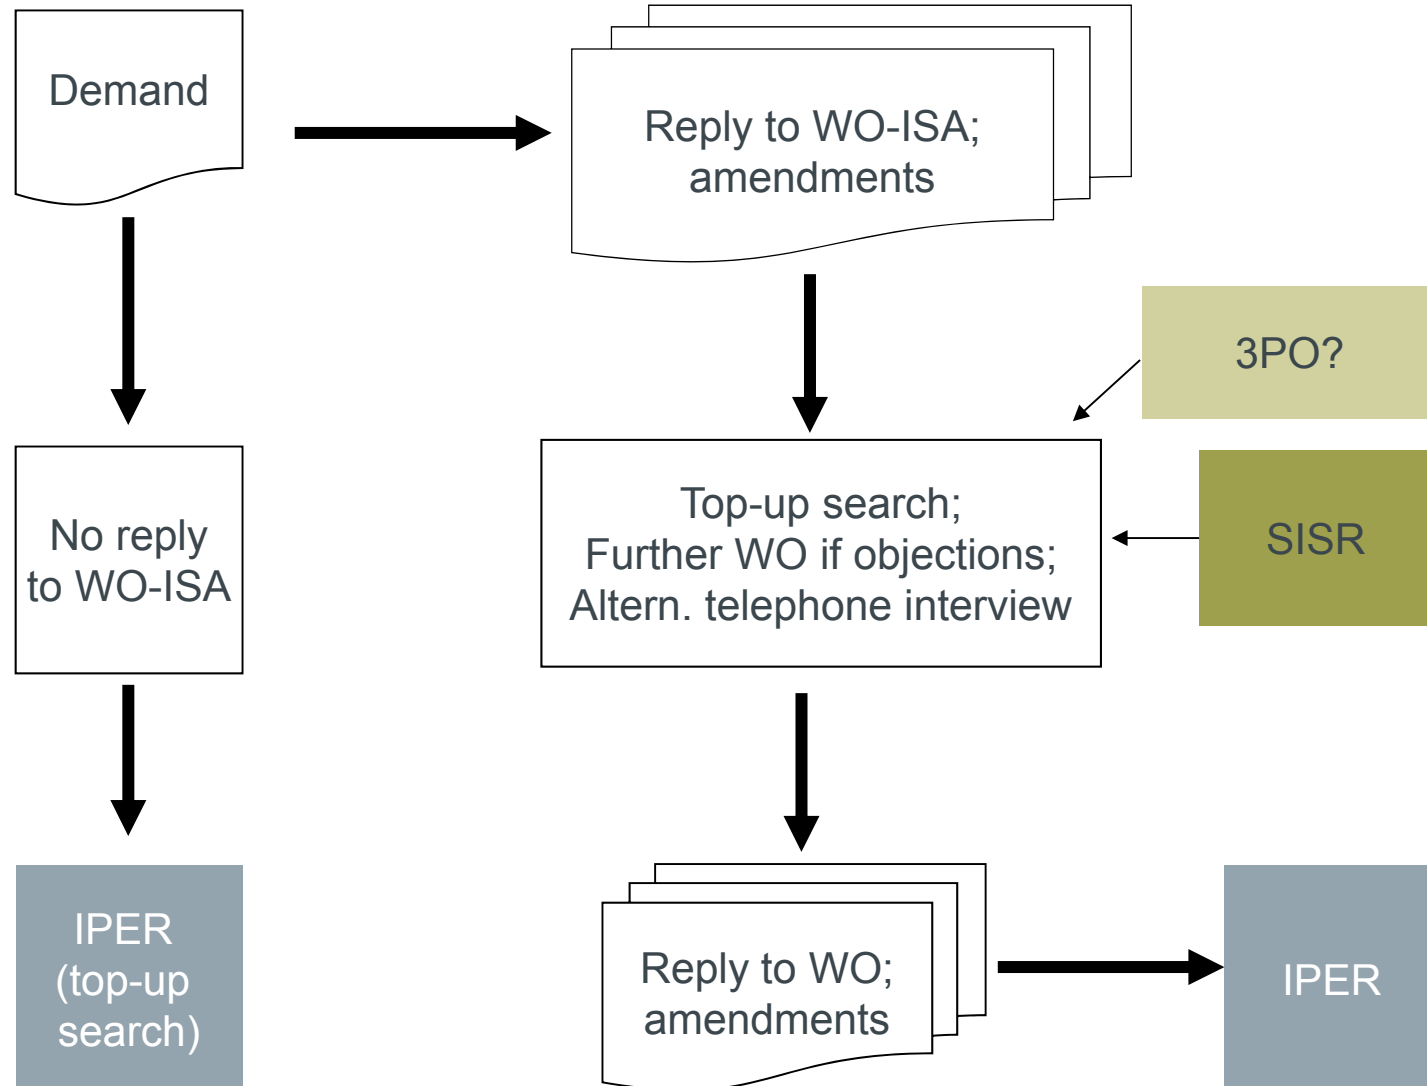 Demand
Reply to WO-ISA;
amendments
3PO?
No reply
to WO-ISA
Top-up search;
Further WO if objections;
Altern. telephone interview
SISR
IPER
(top-up
search)
Reply to WO;
amendments
IPER